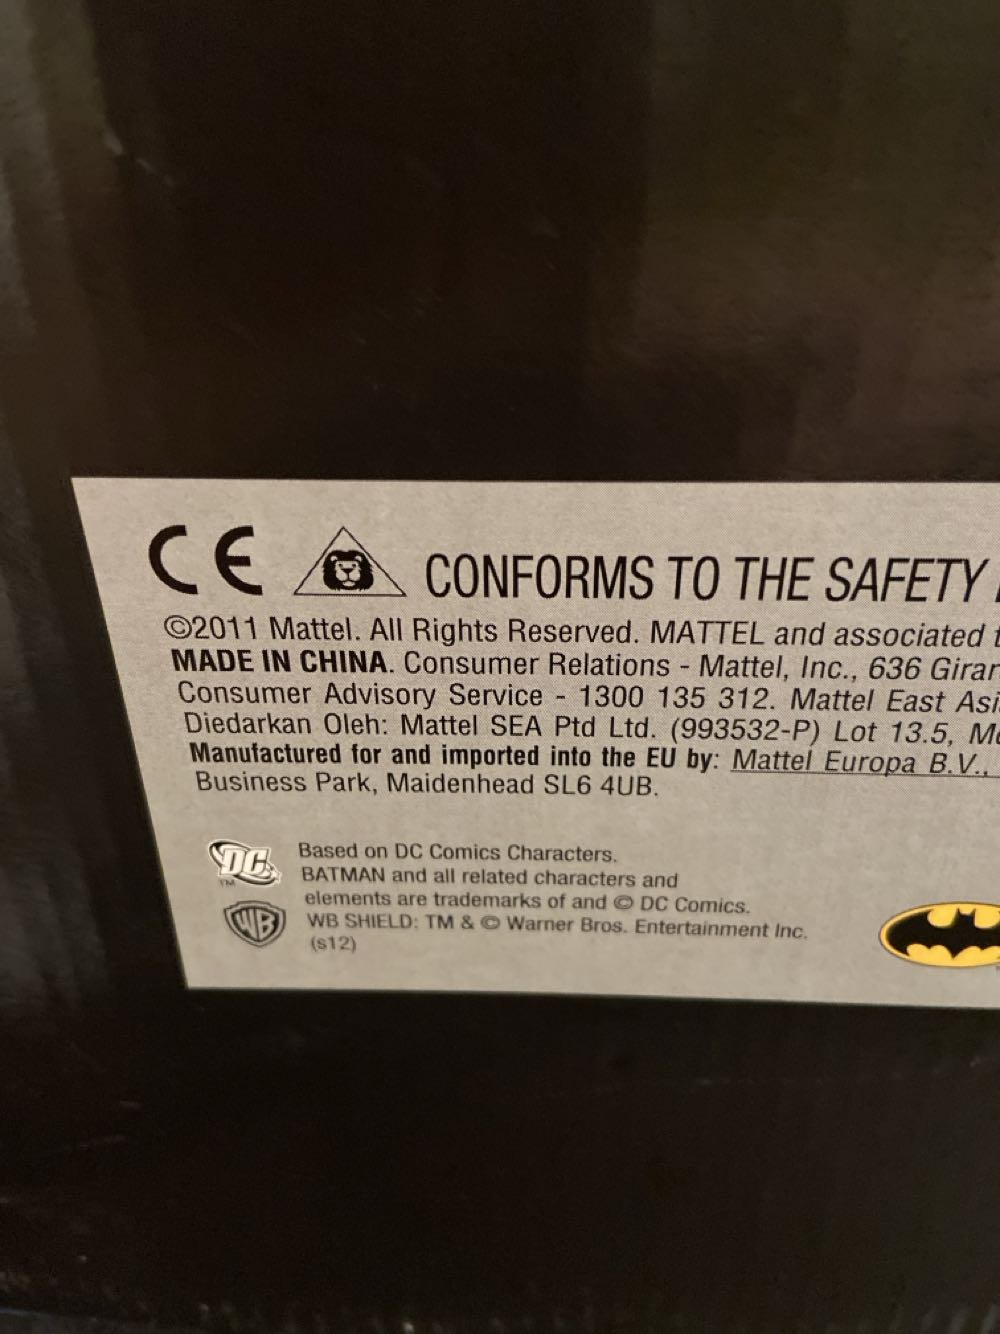 CE CONFORMS TO THE SAFETY
©2011 Mattel. All Rights Reserved. MATTEL and associated
MADE IN CHINA. Consumer Relations - Mattel, Inc., 636
Consumer Advisory Service - 1300 135 312. Mattel East
Diedarkan Oleh: Mattel SEA Ptd Ltd. (993532-P) Lot 13.5,
Manufactured for and imported into the EU by: Mattel Europa B.V.,
Business Park, Maidenhead SL6 4UB.
DC
TM
Based on DC Comics Characters.
BATMAN and all related characters and
elements are trademarks of and © DC Comics.
WB
WB SHIELD: TM & © Warner Bros. Entertainment Inc.
(s12)